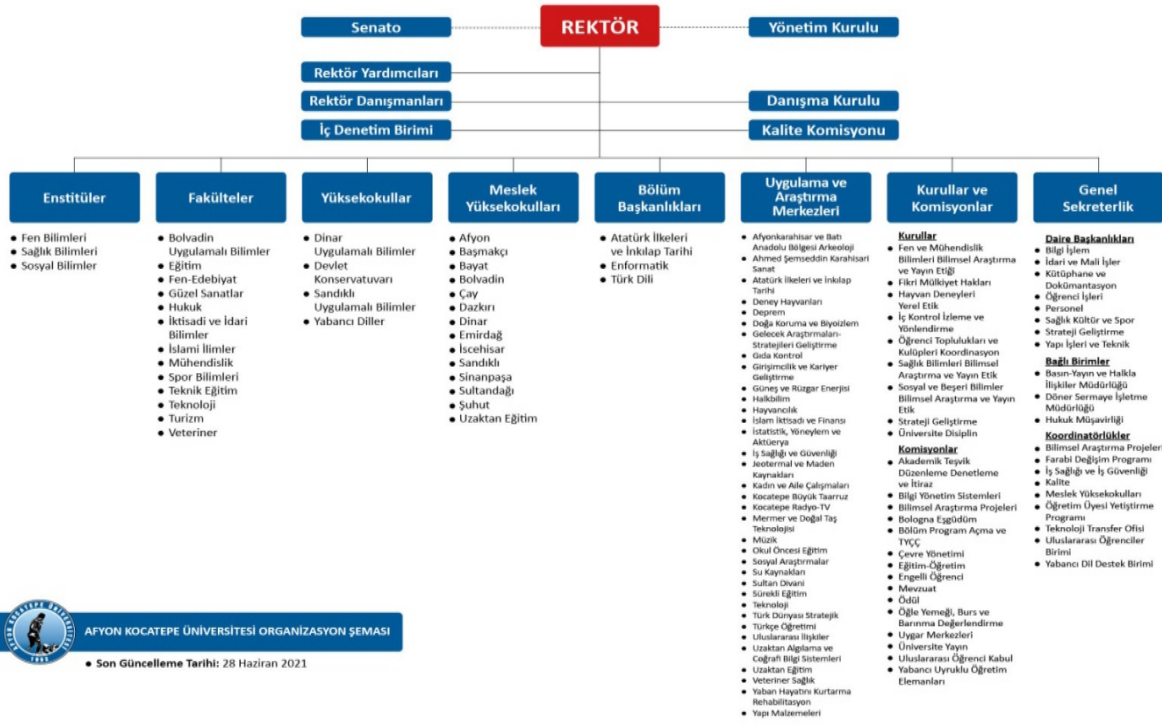 Senato
REKTÖR
Yönetim Kurulu
Rektör Yardımcıları
Rektör Danışmanları
Danışma Kurulu
İç Denetim Birimi
Kalite Komisyonu
Enstitüler
• Fen Bilimleri
• Sağlık Bilimleri
• Sosyal Bilimler
Fakülteler
• Bolvadin
Uygulamalı Bilimler
• Eğitim
• Fen-Edebiyat
• Güzel Sanatlar
• Hukuk
• İktisadi ve İdari
Bilimler
• İslami İlimler
• Mühendislik
• Spor Bilimleri
• Teknik Eğitim
• Teknoloji
• Turizm
• Veteriner
Yüksekokullar
• Dinar
Uygulamalı Bilimler
• Devlet
Konservatuvarı
• Sandıklı
Uygulamalı Bilimler
• Yabancı Diller
Meslek
Yüksekokulları
• Afyon
• Başmakçı
• Bayat
• Bolvadin
• Çay
• Dazkırı
• Dinar
• Emirdağ
• İscehisar
• Sandıklı
• Sinanpaşa
• Sultandağı
• Şuhut
• Uzaktan Eğitim
Bölüm
Başkanlıkları
• Atatürk İlkeleri
ve İnkılap Tarihi
• Enformatik
• Türk Dili
Uygulama ve
Araştırma
Merkezleri
• Afyonkarahisar ve Batı
Anadolu Bölgesi Arkeoloji
• Ahmed Şemseddin Karahisari
Sanat
• Atatürk İlkeleri ve İnkılap
Tarihi
• Deney Hayvanları
• Deprem
• Doğa Koruma ve Biyoizlem
• Gelecek Araştırmaları-
Stratejileri Geliştirme
• Gıda Kontrol
• Girişimcilik ve Kariyer
Geliştirme
• Güneş ve Rüzgar Enerjisi
• Halkbilim
• Hayvancılık
• İslam İktisadı ve Finansı
• İstatistik, Yöneylem ve
Aktüerya
• İş Sağlığı ve Güvenliği
• Jeotermal ve Maden
Kaynakları
• Kadın ve Aile Çalışmaları
• Kocatepe Büyük Taarruz
• Kocatepe Radyo-TV
• Mermer ve Doğal Taş
Teknolojisi
• Müzik
• Okul Öncesi Eğitim
• Sosyal Araştırmalar
• Su Kaynakları
• Sultan Divani
• Sürekli Eğitim
• Teknoloji
• Türk Dünyası Stratejik
• Türkçe Öğretimi
• Uluslararası İlişkiler
• Uzaktan Algılama ve
Coğrafi Bilgi Sistemleri
• Uzaktan Eğitim
• Veteriner Sağlık
• Yaban Hayatını Kurtarma
Rehabilitasyon
• Yapı Malzemeleri
Kurullar ve
Komisyonlar
Kurullar
• Fen ve Mühendislik
Bilimleri Bilimsel Araştırma
ve Yayın Etiği
• Fikri Mülkiyet Hakları
• Hayvan Deneyleri
Yerel Etik
• İç Kontrol İzleme ve
Yönlendirme
• Öğrenci Toplulukları ve
Kulüpleri Koordinasyon
• Sağlık Bilimleri Bilimsel
Araştırma ve Yayın Etik
• Sosyal ve Beşeri Bilimler
Bilimsel Araştırma ve Yayın
Etik
• Strateji Geliştirme
• Üniversite Disiplin
Komisyonlar
• Akademik Teşvik
Düzenleme Denetleme
ve İtiraz
• Bilgi Yönetim Sistemleri
• Bilimsel Araştırma Projeleri
• Bologna Eşgüdüm
• Bölüm Program Açma ve
TYÇÇ
• Çevre Yönetimi
• Eğitim-Öğretim
• Engelli Öğrenci
• Mevzuat
• Ödül
• Öğle Yemeği, Burs ve
Barınma Değerlendirme
• Uygar Merkezleri
• Üniversite Yayın
• Uluslararası Öğrenci Kabul
• Yabancı Uyruklu Öğretim
Elemanları
Genel
Sekreterlik
Daire Başkanlıkları
• Bilgi İşlem
• İdari ve Mali İşler
• Kütüphane ve
Dokümantasyon
• Öğrenci İşleri
• Personel
• Sağlık Kültür ve Spor
• Strateji Geliştirme
• Yapı İşleri ve Teknik
Bağlı Birimler
• Basın-Yayın ve Halkla
İlişkiler Müdürlüğü
• Döner Sermaye İşletme
Müdürlüğü
• Hukuk Müşavirliği
Koordinatörlükler
• Bilimsel Araştırma Projeleri
• Farabi Değişim Programı
• İş Sağlığı ve İş Güvenliği
• Kalite
• Meslek Yüksekokulları
• Öğretim Üyesi Yetiştirme
Programı
• Teknoloji Transfer Ofisi
• Uluslararası Öğrenciler
Birimi
• Yabancı Dil Destek Birimi
AFYON KOCATEPE ÜNİVERSİTESİ
1992
AFYON KOCATEPE ÜNİVERSİTESİ ORGANİZASYON ŞEMASI
• Son Güncelleme Tarihi: 28 Haziran 2021